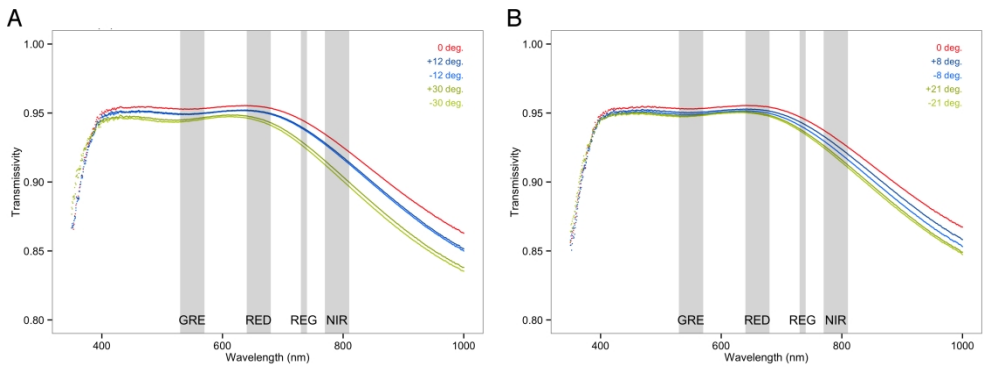 A
1.00
0.95
0.90
0.85
0.80
Transmissivity
0 deg.
+12 deg.
-12 deg.
+30 deg.
-30 deg.
GRE
RED
REG
NIR
400
600
800
1000
Wavelength (nm)
B
1.00
0.95
0.90
0.85
0.80
Transmissivity
0 deg.
+8 deg.
-8 deg.
+21 deg.
-21 deg.
GRE
RED
REG
NIR
400
600
800
1000
Wavelength (nm)